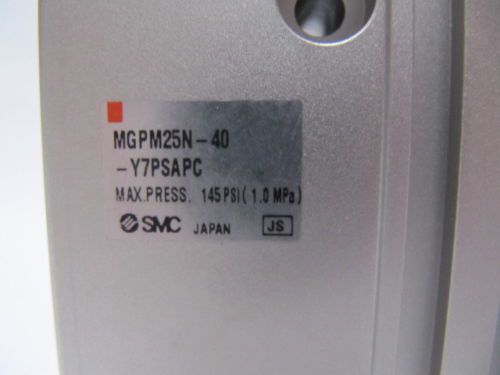 MGPM25N-40
-Y7PSAPC
MAX.PRESS. 145PSI(1.0MPa)
SMC JAPAN JS